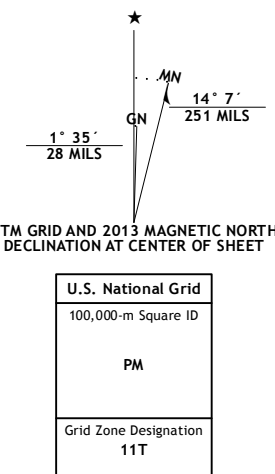 MN
GN
1° 35´
28 MILS
14° 7´
251 MILS
TM GRID AND 2013 MAGNETIC NORTH
DECLINATION AT CENTER OF SHEET
U.S. National Grid
100,000-m Square ID
PM
Grid Zone Designation
11T